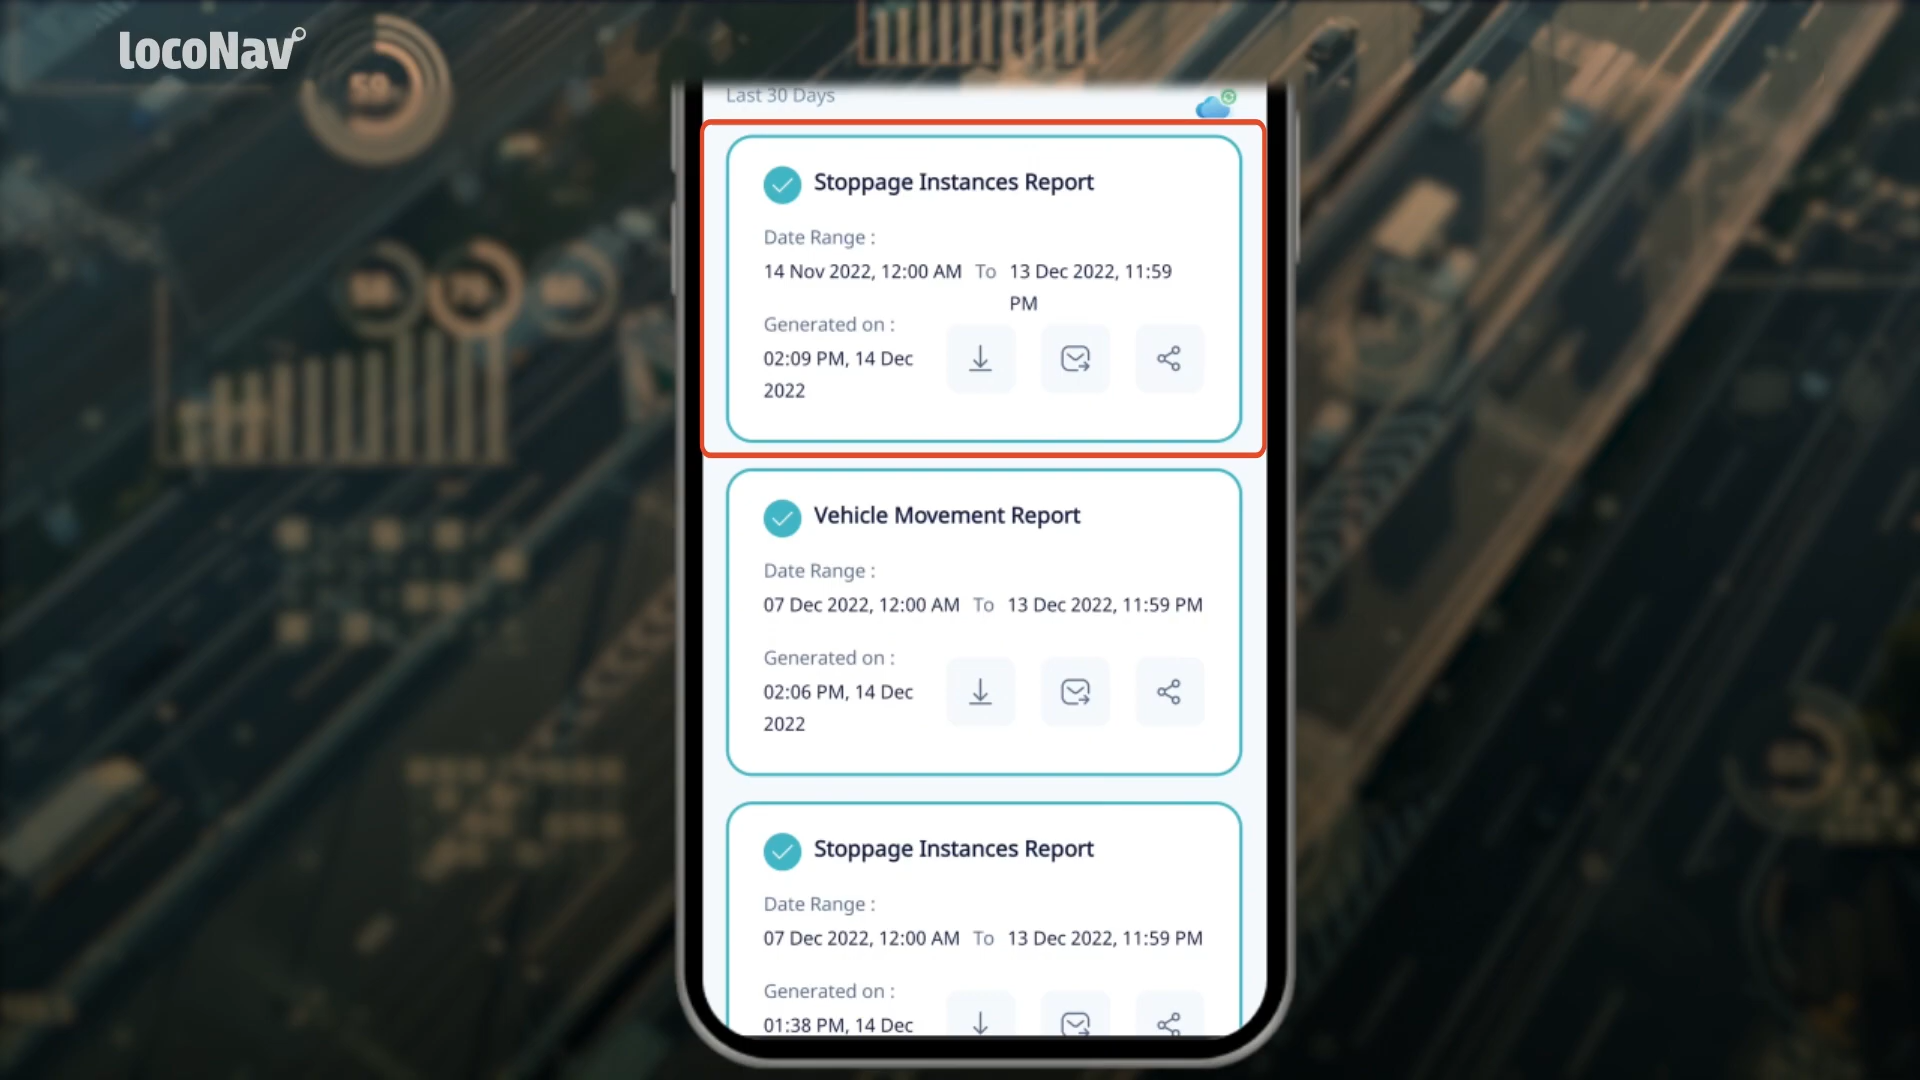 locoNav
Last 30 Days
Stoppage Instances Report
Date Range :
14 Nov 2022, 12:00 AM To 13 Dec 2022, 11:59
PM
Generated on :
02:09 PM, 14 Dec
2022
Vehicle Movement Report
Date Range :
07 Dec 2022, 12:00 AM To 13 Dec 2022, 11:59 PM
Generated on :
02:06 PM, 14 Dec
2022
Stoppage Instances Report
Date Range :
07 Dec 2022, 12:00 AM To 13 Dec 2022, 11:59 PM
Generated on :
01:38 PM, 14 Dec